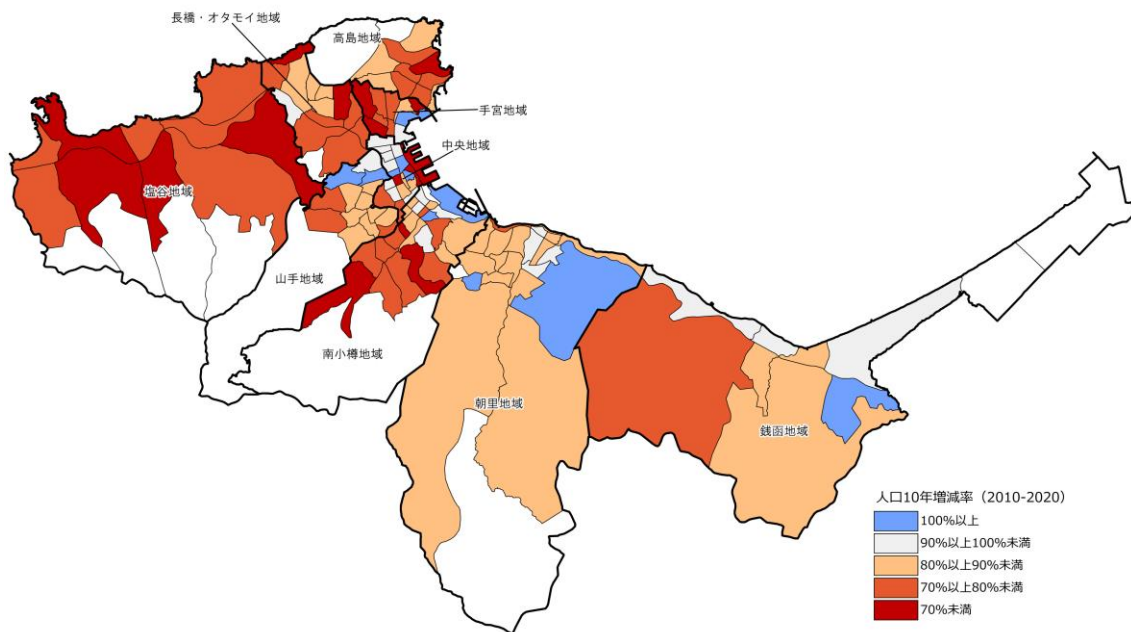 長橋・オタモイ地域
高島地域
手宮地域
中央地域
塩谷地域
山手地域
南小樽地域
朝里地域
銭函地域
人口10年増減率（2010-2020）
100%以上
90%以上100%未満
80%以上90%未満
70%以上80%未満
70%未満